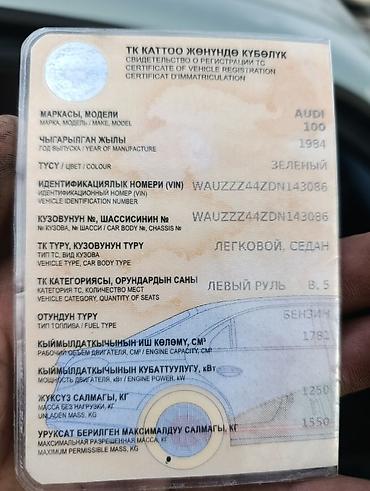 ТК КАТТОО ЖӨНҮНДӨ КҮБӨЛҮК
СВИДЕТЕЛЬСТВО О РЕГИСТРАЦИИ ТС
CERTIFICATE OF VEHICLE REGISTRATION
CERTIFICAT D'IMMATRICULATION
МАРКАСЫ, МОДЕЛИ AUDI
МАРКА, МОДЕЛЬ / MAKE, MODEL 100
ЧЫГАРЫЛГАН ЖЫЛЫ 1984
ГОД ВЫПУСКА / YEAR OF MANUFACTURE
ТҮСҮ / ЦВЕТ / COLOUR ЗЕЛЕНЫЙ
ИДЕНТИФИКАЦИЯЛЫК НОМЕРИ (VIN) WAUZZZ44ZDN143086
ИДЕНТИФИКАЦИОННЫЙ НОМЕР (VIN)
VEHICLE IDENTIFICATION NUMBER
КУЗОВУНУН №, ШАССИСИНИН № WAUZZZ44ZDN143086
№ КУЗОВА, № ШАССИ / CAR BODY №, CHASSIS №
ТК ТҮРҮ, КУЗОВУНУН ТҮРҮ ЛЕГКОВОЙ, СЕДАН
ТИП ТС, ВИД КУЗОВА
VEHICLE TYPE, CAR BODY TYPE
ТК КАТЕГОРИЯСЫ, ОРУНДАРДЫН САНЫ ЛЕВЫЙ РУЛЬ B, 5
КАТЕГОРИЯ ТС, КОЛИЧЕСТВО МЕСТ
VEHICLE CATEGORY, QUANTITY OF SEATS
ОТУНДУН ТҮРҮ БЕНЗИН
ТИП ТОПЛИВА / FUEL TYPE
КЫЙМЫЛДАТКЫЧЫНЫН ИШ КӨЛӨМҮ, СМ³ 1781
РАБОЧИЙ ОБЪЕМ ДВИГАТЕЛЯ, СМ³ / ENGINE CAPACITY, CM³
КЫЙМЫЛДАТКЫЧЫНЫН КУБАТТУУЛУГУ, кВт
МОЩНОСТЬ ДВИГАТЕЛЯ, кВт / ENGINE POWER, kW
ЖҮКСҮЗ САЛМАГЫ, КГ 1250
МАССА БЕЗ НАГРУЗКИ, КГ
UNLADEN MASS, KG
УРУКСАТ БЕРИЛГЕН МАКСИМАЛДУУ САЛМАГЫ, КГ 1550
МАКСИМАЛЬНАЯ РАЗРЕШЕННАЯ МАССА, КГ
MAXIMUM PERMISSIBLE MASS, KG